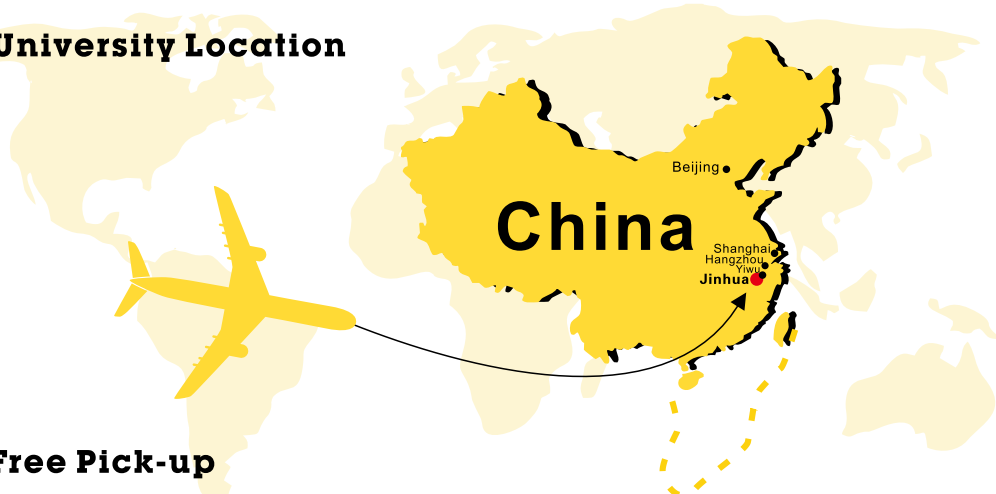 University Location
Beijing
China
Shanghai
Hangzhou
Yiwu
Jinhua
Free Pick-up